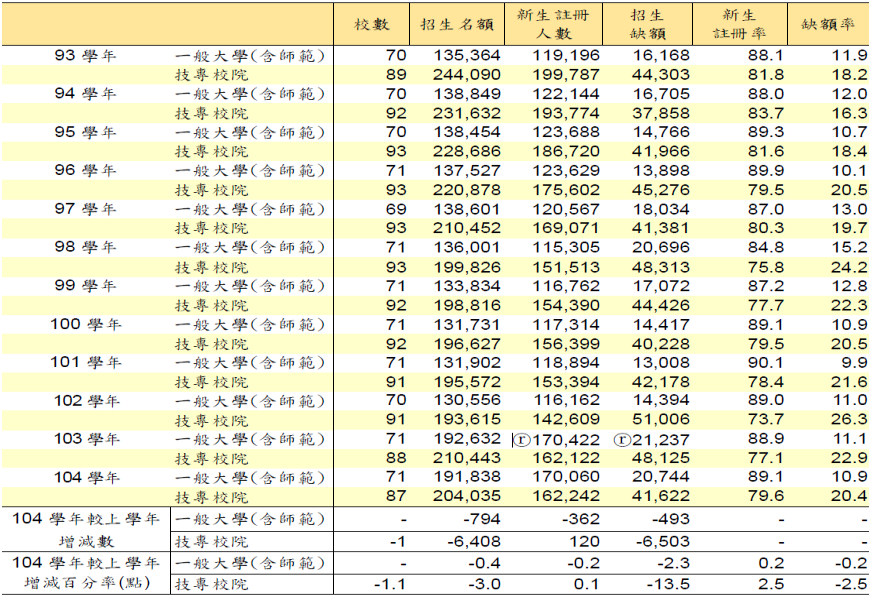 校數 招生名額 新生註冊人數 招生缺額 新生註冊率 缺額率
93 學年 一般大學(含師範) 70 135,364 119,196 16,168 88.1 11.9
技專校院 89 244,090 199,787 44,303 81.8 18.2
94 學年 一般大學(含師範) 70 138,849 122,144 16,705 88.0 12.0
技專校院 92 231,632 193,774 37,858 83.7 16.3
95 學年 一般大學(含師範) 70 138,454 123,688 14,766 89.3 10.7
技專校院 93 228,686 186,720 41,966 81.6 18.4
96 學年 一般大學(含師範) 71 137,527 123,629 13,898 89.9 10.1
技專校院 93 220,878 175,602 45,276 79.5 20.5
97 學年 一般大學(含師範) 69 138,601 120,567 18,034 87.0 13.0
技專校院 93 210,452 169,071 41,381 80.3 19.7
98 學年 一般大學(含師範) 71 136,001 115,305 20,696 84.8 15.2
技專校院 93 199,826 151,513 48,313 75.8 24.2
99 學年 一般大學(含師範) 71 133,834 116,762 17,072 87.2 12.8
技專校院 92 198,816 154,390 44,426 77.7 22.3
100 學年 一般大學(含師範) 71 131,731 117,314 14,417 89.1 10.9
技專校院 92 196,627 156,399 40,228 79.5 20.5
101 學年 一般大學(含師範) 71 131,902 118,894 13,008 90.1 9.9
技專校院 91 195,572 153,394 42,178 78.4 21.6
102 學年 一般大學(含師範) 70 130,556 116,162 14,394 89.0 11.0
技專校院 91 193,615 142,609 51,006 73.7 26.3
103 學年 一般大學(含師範) 71 192,632 ⓡ170,422 ⓡ21,237 88.9 11.1
技專校院 88 210,443 162,122 48,125 77.1 22.9
104 學年 一般大學(含師範) 71 191,838 170,060 20,744 89.1 10.9
技專校院 87 204,035 162,242 41,622 79.6 20.4
104 學年較上學年 一般大學(含師範) - -794 -362 -493 - -
增減數 技專校院 -1 -6,408 120 -6,503 - -
104 學年較上學年 一般大學(含師範) - -0.4 -0.2 -2.3 0.2 -0.2
增減百分率(點) 技專校院 -1.1 -3.0 0.1 -13.5 2.5 -2.5